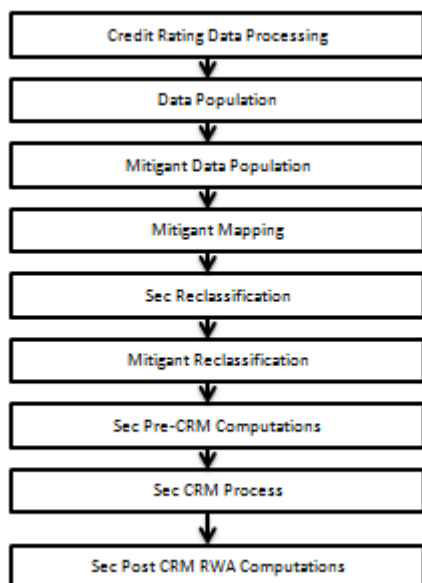 Credit Rating Data Processing
Data Population
Mitigant Data Population
Mitigant Mapping
Sec Reclassification
Mitigant Reclassification
Sec Pre-CRM Computations
Sec CRM Process
Sec Post CRM RWA Computations